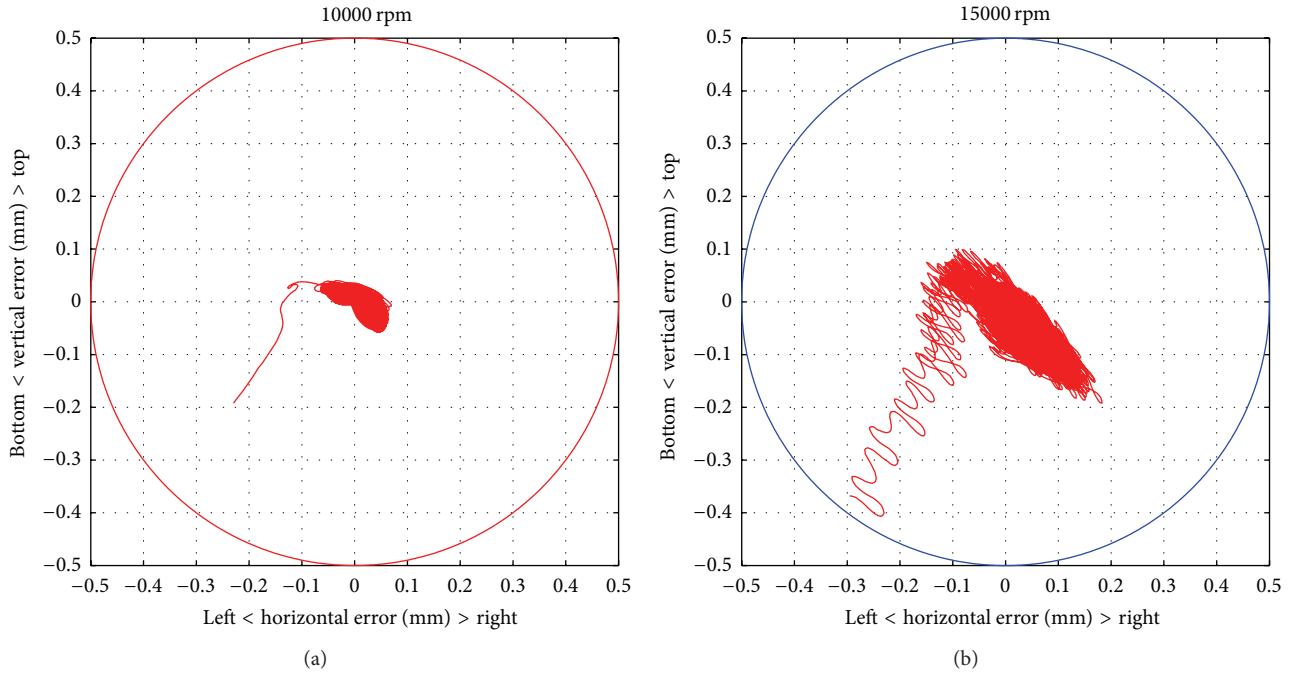 10000 rpm
0.5
0.4
0.3
0.2
0.1
0
−0.1
−0.2
−0.3
−0.4
−0.5
Bottom < vertical error (mm) > top
−0.5 −0.4 −0.3 −0.2 −0.1 0 0.1 0.2 0.3 0.4 0.5
Left < horizontal error (mm) > right
(a)
15000 rpm
0.5
0.4
0.3
0.2
0.1
0
−0.1
−0.2
−0.3
−0.4
−0.5
Bottom < vertical error (mm) > top
−0.5 −0.4 −0.3 −0.2 −0.1 0 0.1 0.2 0.3 0.4 0.5
Left < horizontal error (mm) > right
(b)